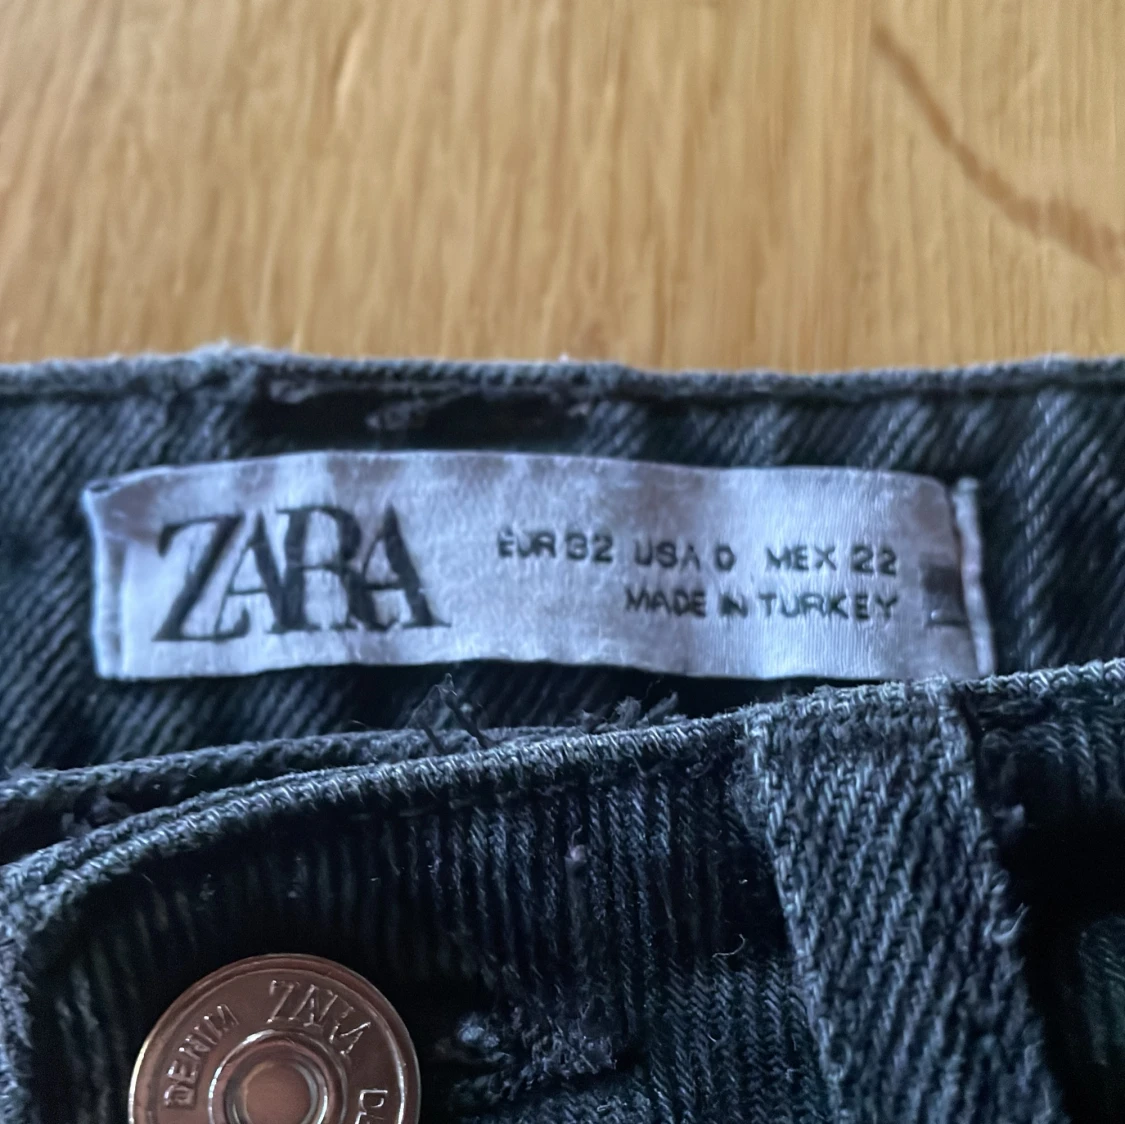 ZARA
EUR 32 USA 0 MEX 22
MADE IN TURKEY
DENIM ZARA